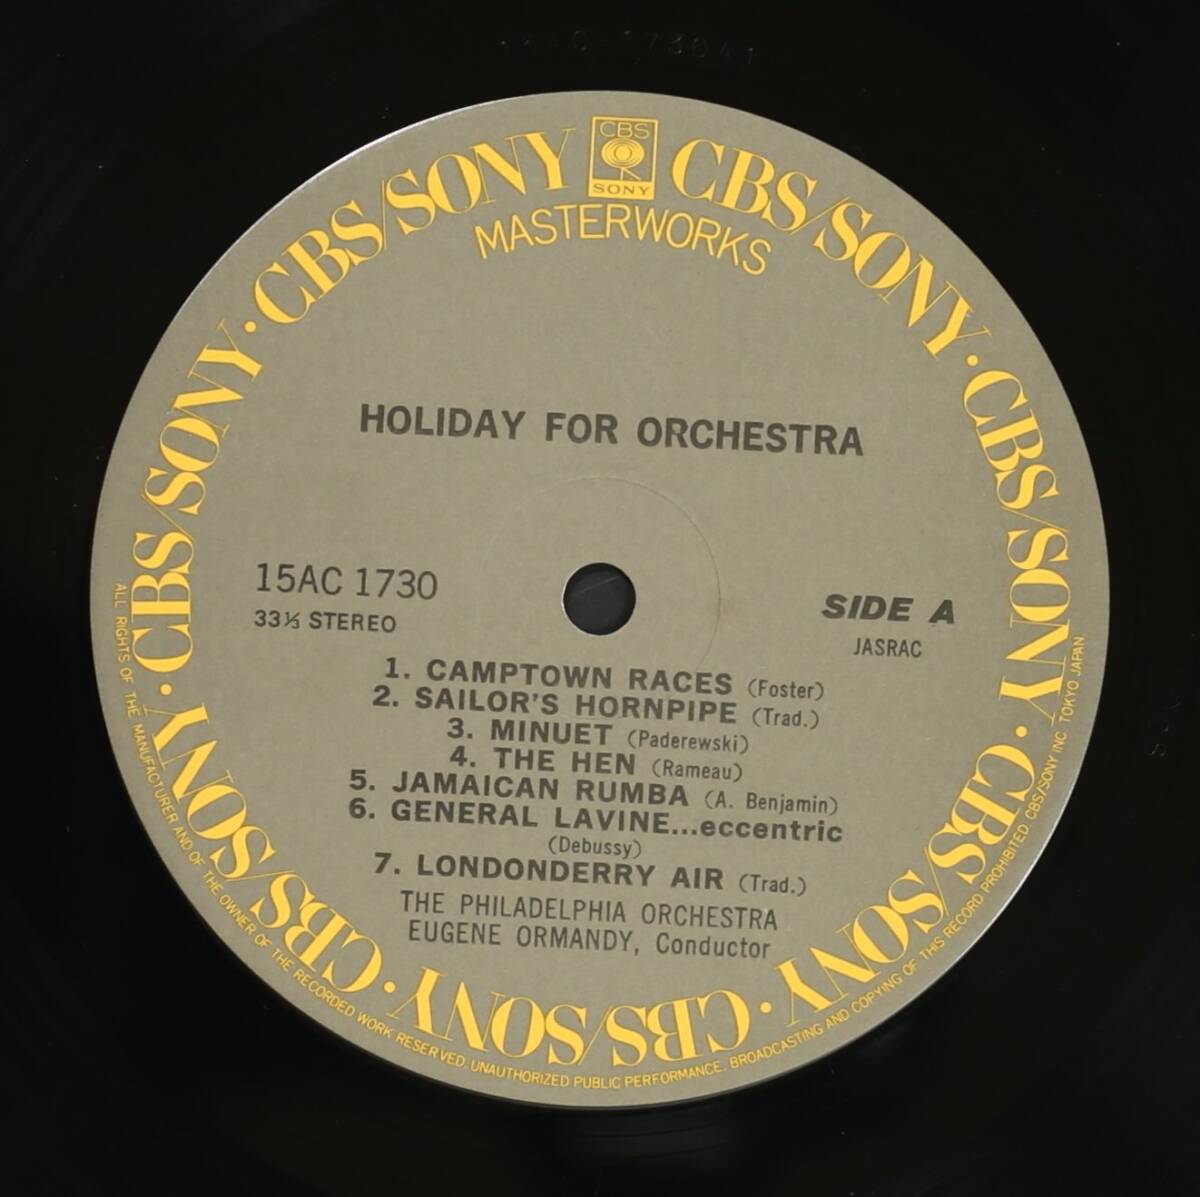 CBS
SONY
CBS/SONY · CBS/SONY · CBS/SONY · CBS/SONY · CBS/SONY · CBS/SONY · CBS/SONY · CBS/SONY
MASTERWORKS
HOLIDAY FOR ORCHESTRA
15AC 1730
33⅓ STEREO
SIDE A
JASRAC
1. CAMPTOWN RACES (Foster)
2. SAILOR'S HORNPIPE (Trad.)
3. MINUET (Paderewski)
4. THE HEN (Rameau)
5. JAMAICAN RUMBA (A. Benjamin)
6. GENERAL LAVINE...eccentric
(Debussy)
7. LONDONDERRY AIR (Trad.)
THE PHILADELPHIA ORCHESTRA
EUGENE ORMANDY, Conductor
ALL RIGHTS OF THE MANUFACTURER AND OF THE OWNER OF THE RECORDED WORK RESERVED. UNAUTHORIZED PUBLIC PERFORMANCE, BROADCASTING AND COPYING OF THIS RECORD PROHIBITED. CBS/SONY INC. TOKYO JAPAN